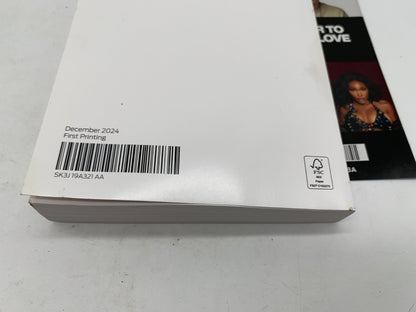 R TO
LOVE
December 2024
First Printing
SK3J 19A321 AA
FSC